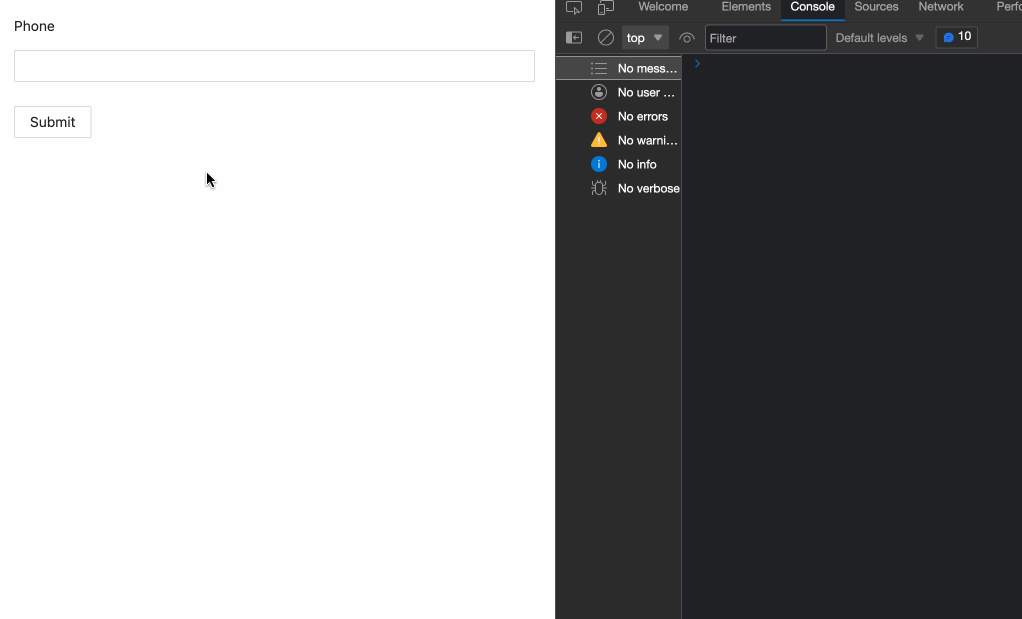 Phone
Submit
Welcome Elements Console Sources Network Perfo
top Filter Default levels 10
No mess...
No user ...
No errors
No warni...
No info
No verbose